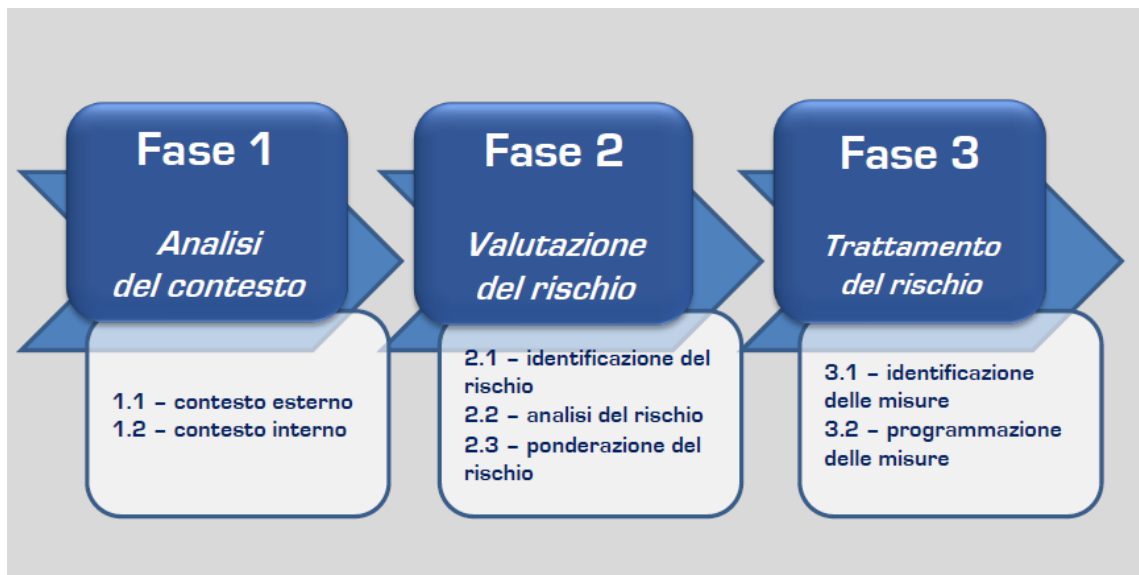 Fase 1
Analisi
del contesto
1.1 – contesto esterno
1.2 – contesto interno
Fase 2
Valutazione
del rischio
2.1 – identificazione del
rischio
2.2 – analisi del rischio
2.3 – ponderazione del
rischio
Fase 3
Trattamento
del rischio
3.1 – identificazione
delle misure
3.2 – programmazione
delle misure